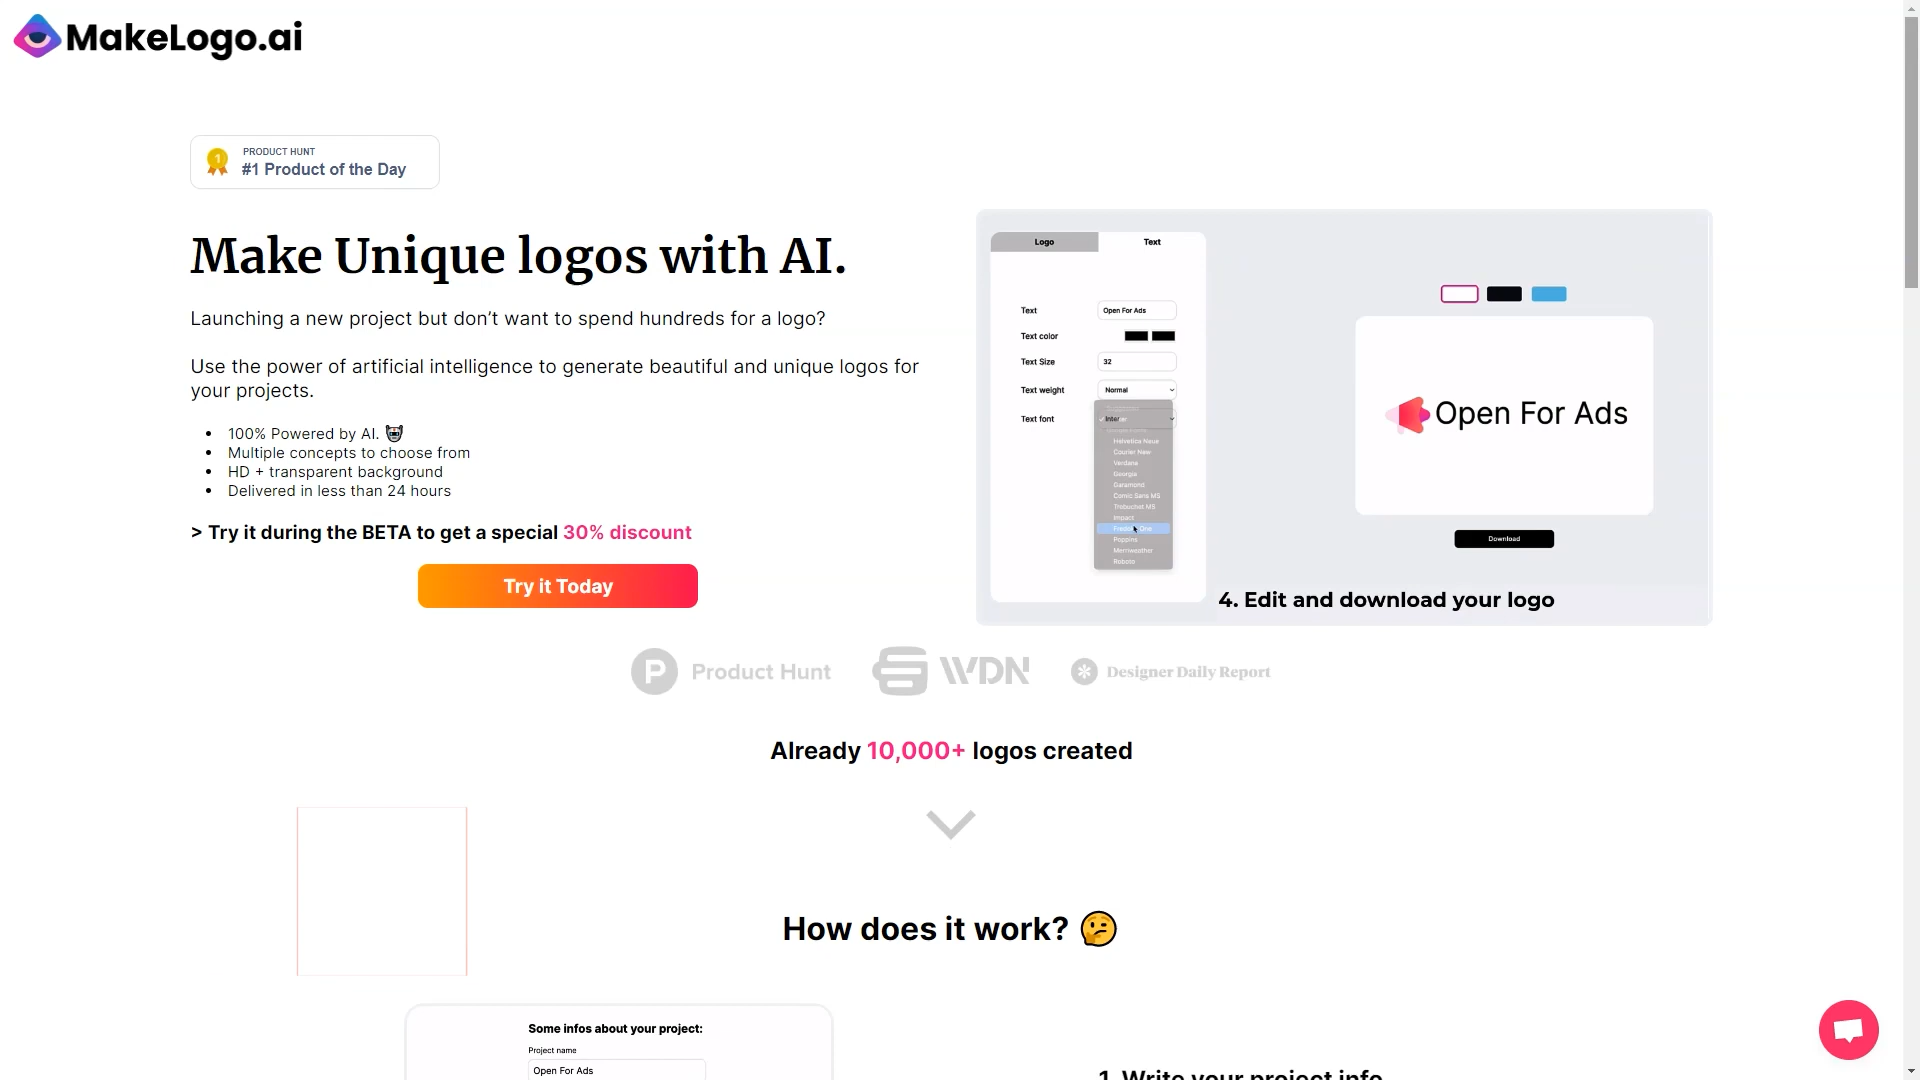 MakeLogo.ai
1
PRODUCT HUNT
#1 Product of the Day
Make Unique logos with AI.
Launching a new project but don’t want to spend hundreds for a logo?
Use the power of artificial intelligence to generate beautiful and unique logos for
your projects.
100% Powered by AI.
Multiple concepts to choose from
HD + transparent background
Delivered in less than 24 hours
> Try it during the BETA to get a special 30% discount
Try it Today
Logo
Text
Text
Open For Ads
Text color
Text Size
32
Text weight
Normal
Text font
Inter
Helvetica Neue
Courier New
Verdana
Georgia
Garamond
Comic Sans MS
Trebuchet MS
Impact
Poppins
Merriweather
Roboto
Open For Ads
Download
4. Edit and download your logo
P Product Hunt
WDN
Designer Daily Report
Already 10,000+ logos created
How does it work?
Some infos about your project:
Project name
Open For Ads
1. Write your project info